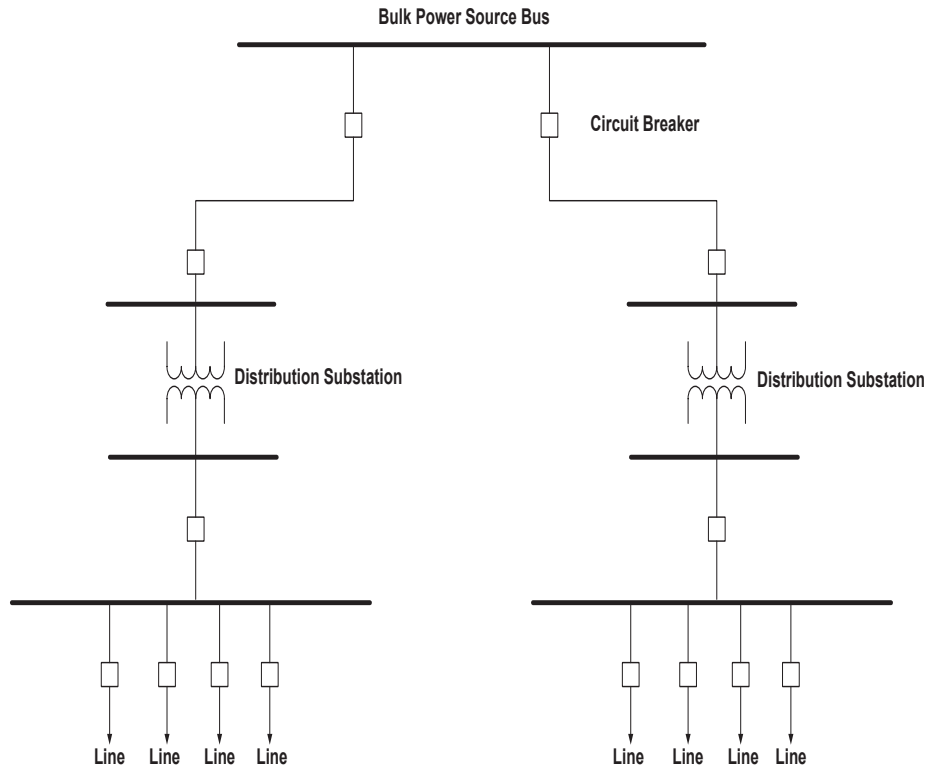 Bulk Power Source Bus
Circuit Breaker
Distribution Substation
Distribution Substation
Line Line Line Line
Line Line Line Line